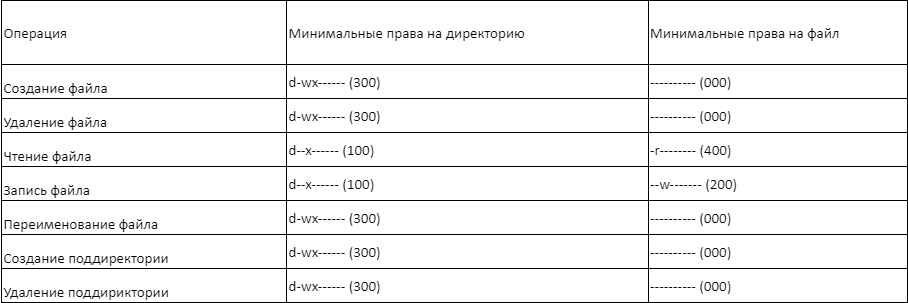 Операция Минимальные права на директорию Минимальные права на файл
Создание файла d-wx------ (300) ---------- (000)
Удаление файла d-wx------ (300) ---------- (000)
Чтение файла d--x------ (100) -r-------- (400)
Запись файла d--x------ (100) --w------- (200)
Переименование файла d-wx------ (300) ---------- (000)
Создание поддиректории d-wx------ (300) ---------- (000)
Удаление поддириктории d-wx------ (300) ---------- (000)